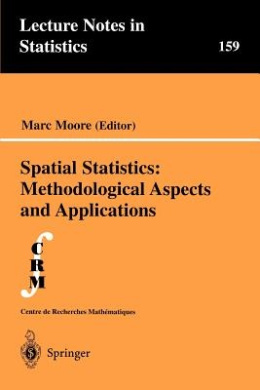 Lecture Notes in
Statistics
159
Marc Moore (Editor)
Spatial Statistics:
Methodological Aspects
and Applications
C
R
M
Centre de Recherches Mathématiques
Springer